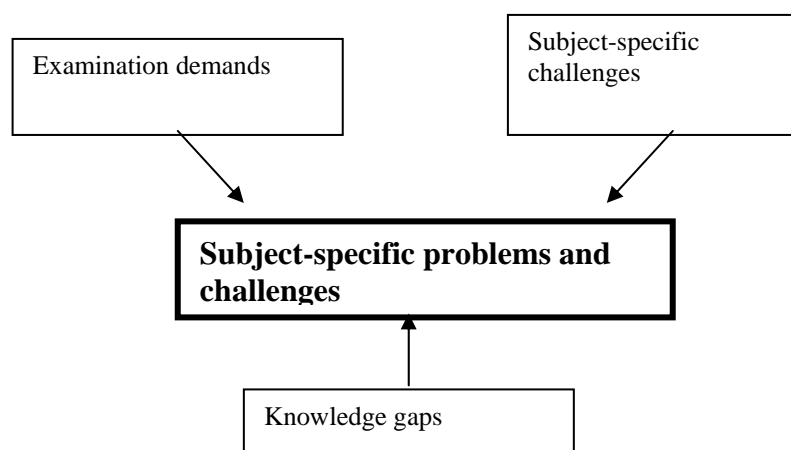 Examination demands
Subject-specific
challenges
Subject-specific problems and
challenges
Knowledge gaps